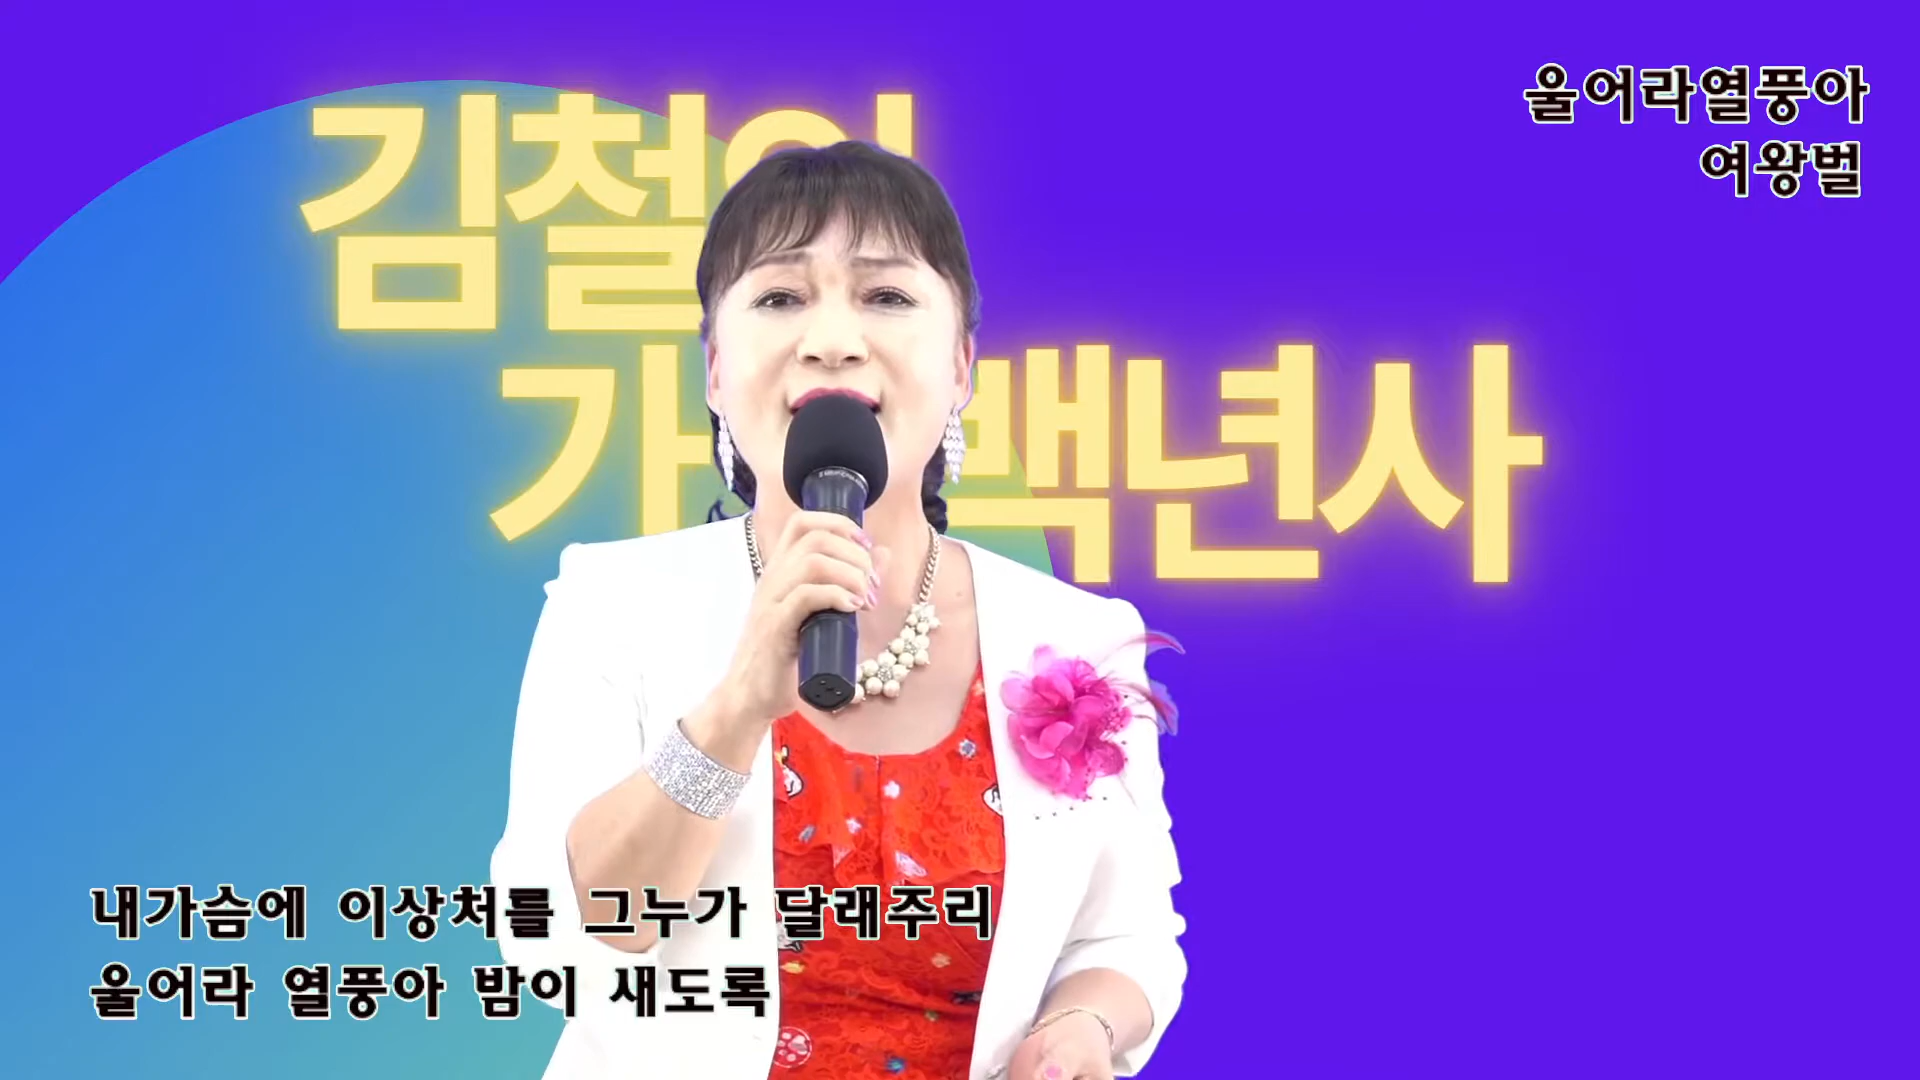 울어라열풍아
여왕벌
김철
가 백년사
내가슴에 이상처를 그누가 달래주리
울어라 열풍아 밤이 새도록